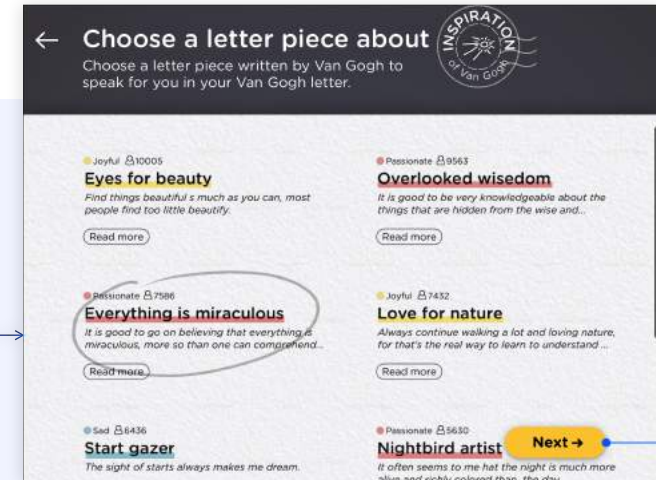 ← Choose a letter piece about
INSPIRATION
of Van Gogh
Choose a letter piece written by Van Gogh to
speak for you in your Van Gogh letter.
Joyful 10005
Eyes for beauty
Find things beautiful s much as you can, most
people find too little beautify.
Read more
Passionate 9563
Overlooked wisedom
It is good to be very knowledgeable about the
things that are hidden from the wise and...
Read more
Passionate 7586
Everything is miraculous
It is good to go on believing that everything is
miraculous, more so than one can comprehend...
Read more
Joyful 7432
Love for nature
Always continue walking a lot and loving nature,
for that's the real way to learn to understand ...
Read more
Sad 6436
Start gazer
The sight of starts always makes me dream.
Passionate 5630
Nightbird artist
It often seems to me hat the night is much more
alive and richly colored than the day
Next →